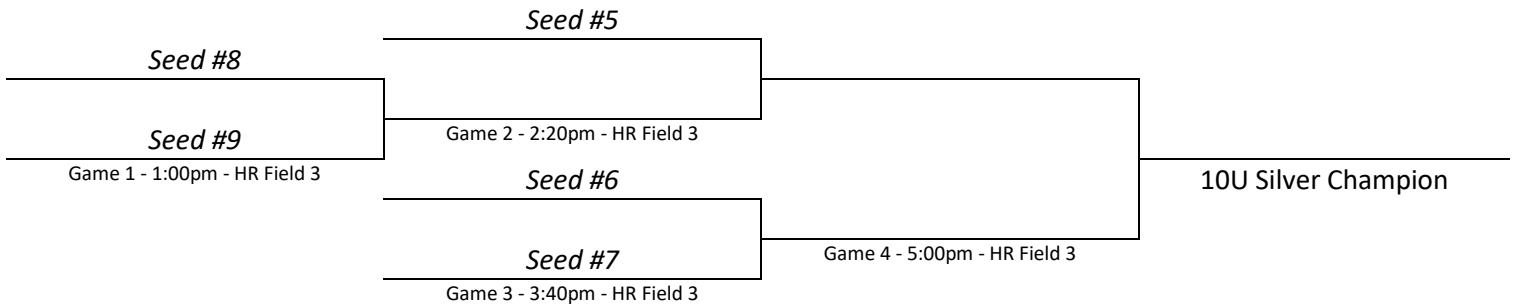 Seed #5
Seed #8
Seed #9
Game 2 - 2:20pm - HR Field 3
Game 1 - 1:00pm - HR Field 3
Seed #6
10U Silver Champion
Seed #7
Game 4 - 5:00pm - HR Field 3
Game 3 - 3:40pm - HR Field 3